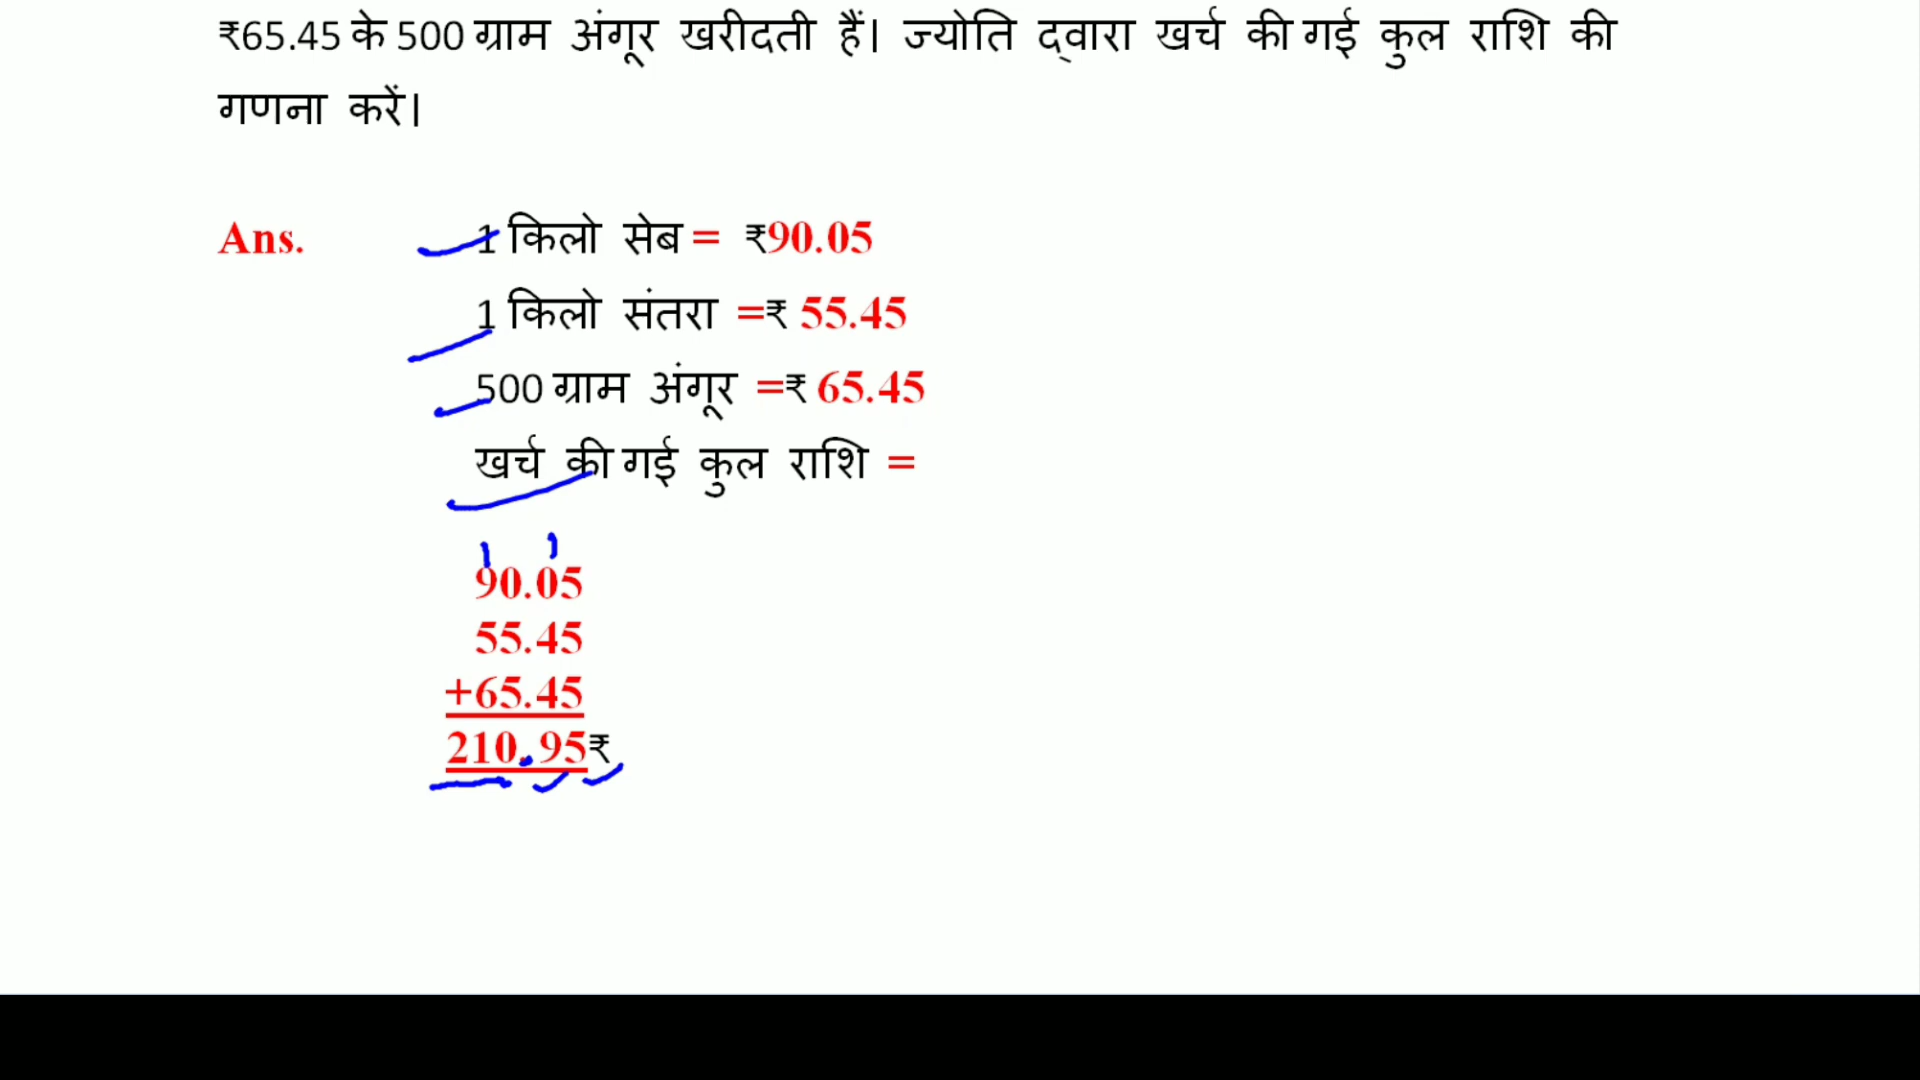 ₹65.45 के 500 ग्राम अंगूर खरीदती हैं। ज्योति द्वारा खर्च की गई कुल राशि की
गणना करें।
Ans. 1 किलो सेब = ₹90.05
1 किलो संतरा =₹ 55.45
500 ग्राम अंगूर =₹ 65.45
खर्च की गई कुल राशि =
1 1
90.05
55.45
+65.45
210.95₹